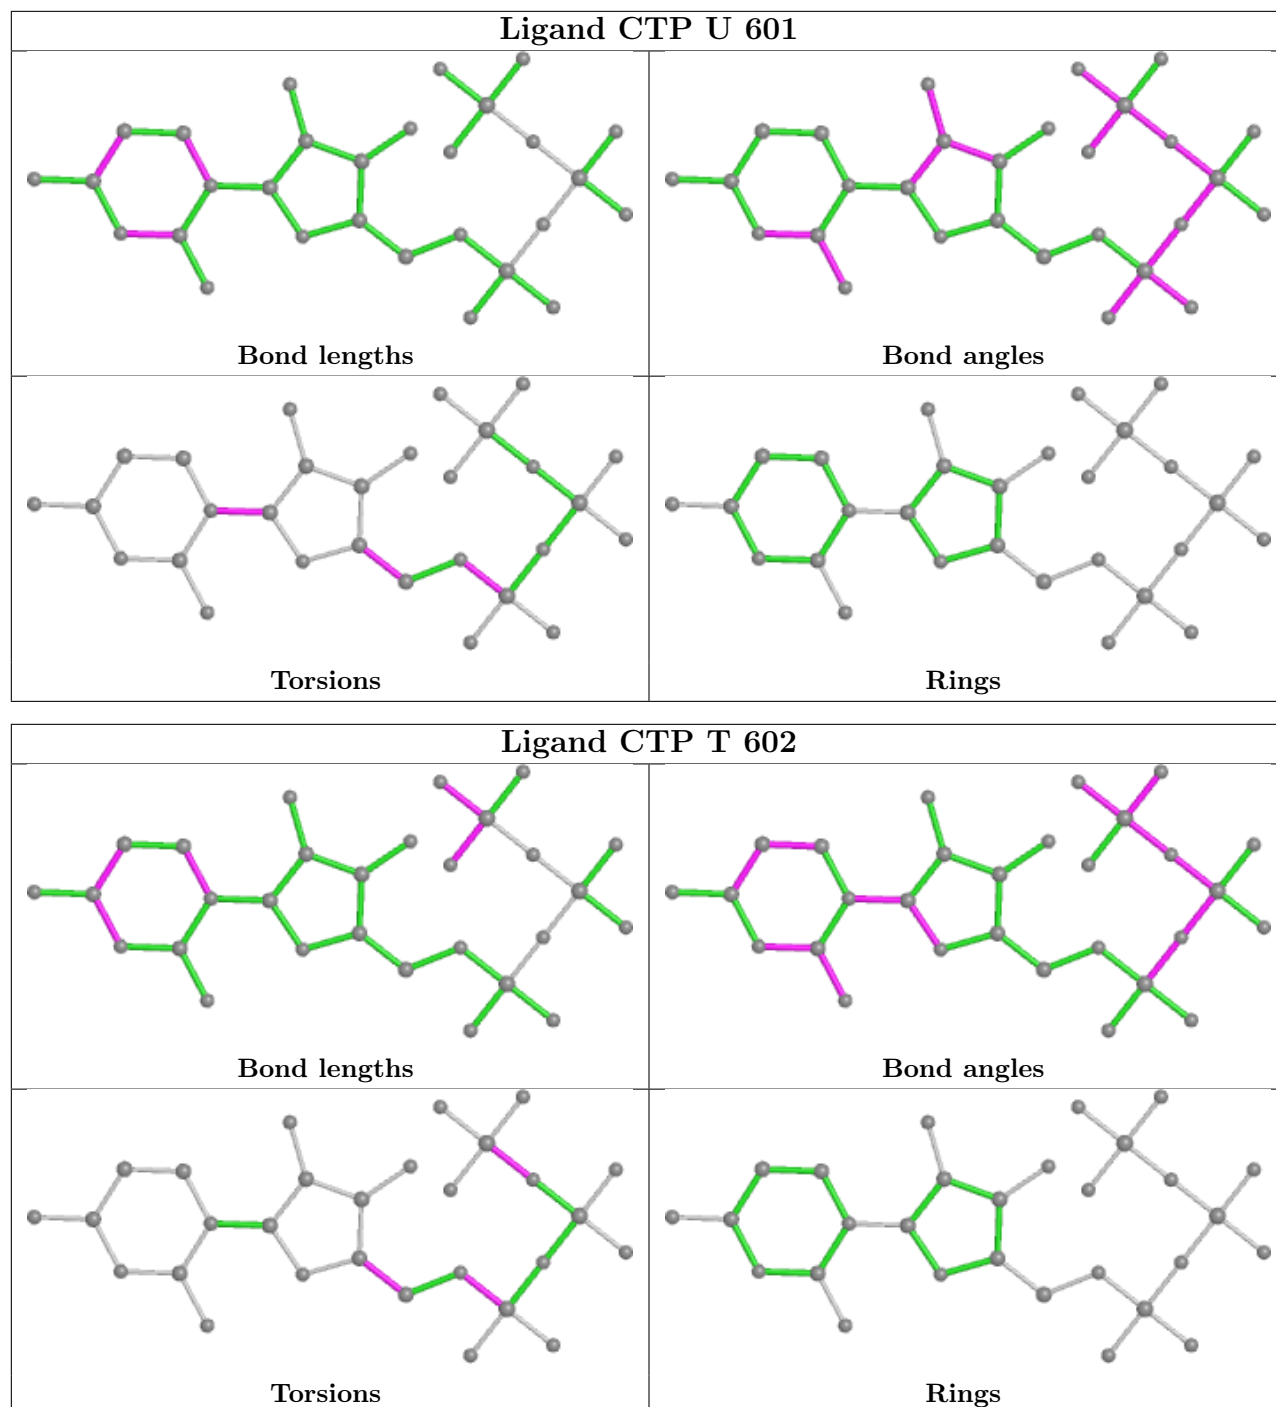 Ligand CTP U 601
Bond lengths
Bond angles
Torsions
Rings
Ligand CTP T 602
Bond lengths
Bond angles
Torsions
Rings